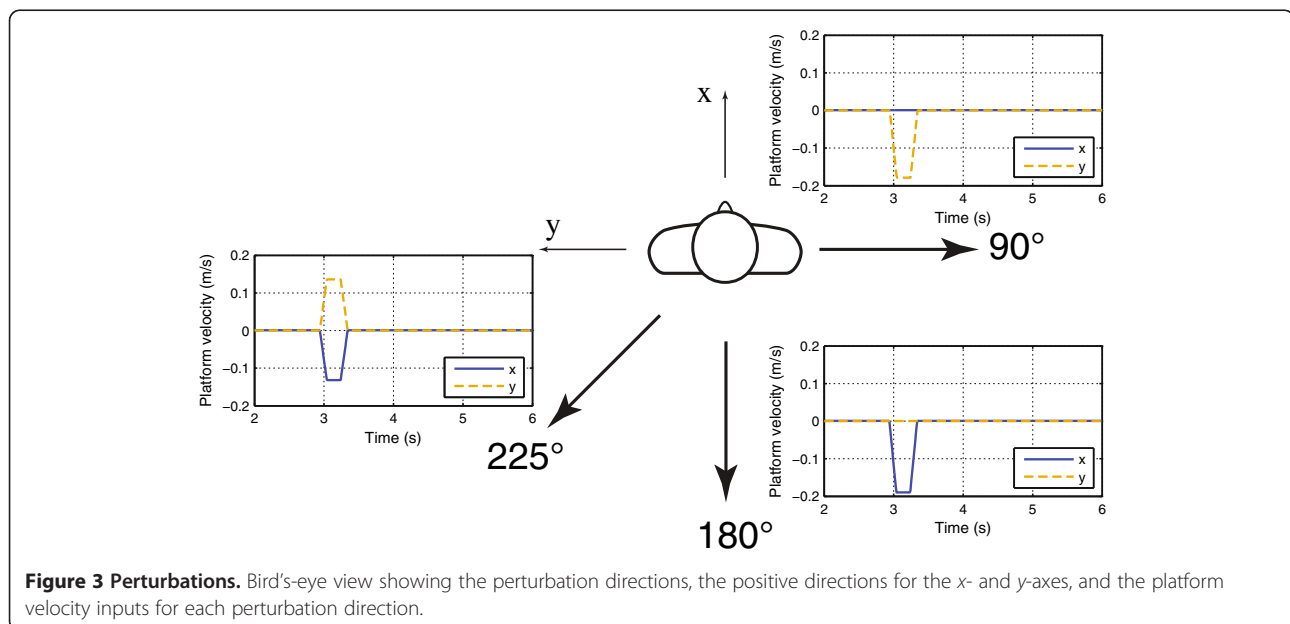 x
y
0.2
0.1
0
−0.1
−0.2
Platform velocity (m/s)
x
y
2 3 4 5 6
Time (s)
90°
0.2
0.1
0
−0.1
−0.2
Platform velocity (m/s)
x
y
2 3 4 5 6
Time (s)
225°
0.2
0.1
0
−0.1
−0.2
Platform velocity (m/s)
x
y
2 3 4 5 6
Time (s)
180°
Figure 3 Perturbations. Bird's-eye view showing the perturbation directions, the positive directions for the x- and y-axes, and the platform
velocity inputs for each perturbation direction.